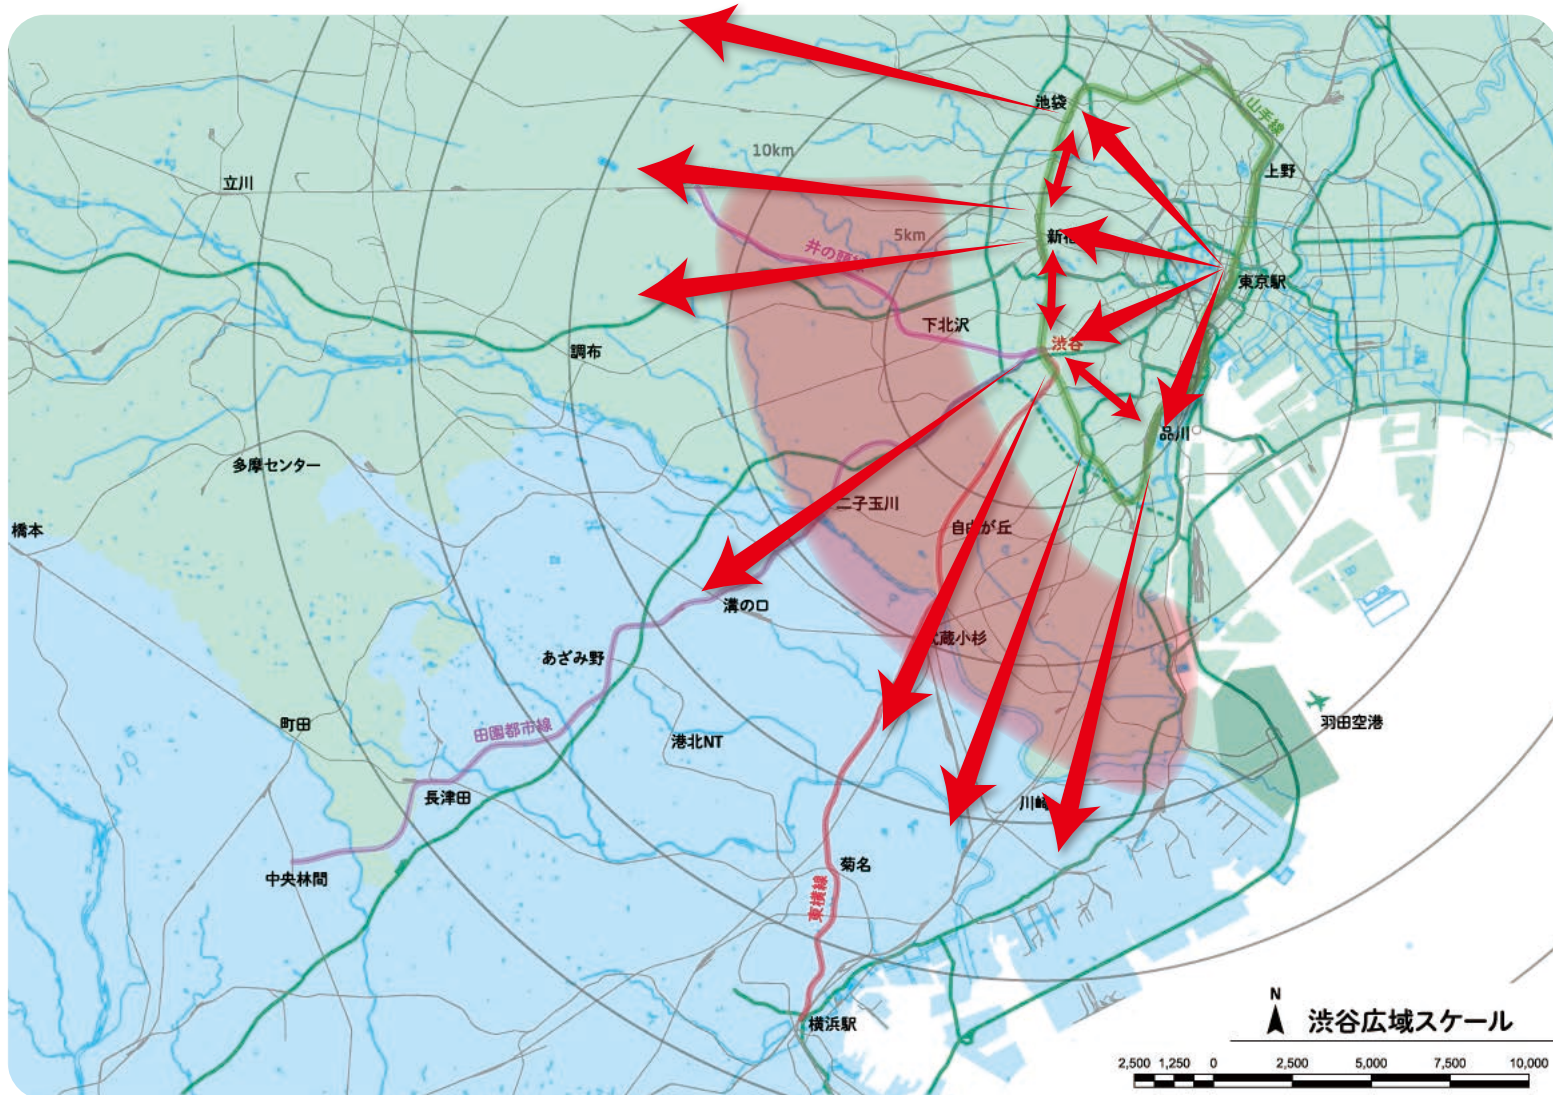 池袋
山手線
10km
上野
立川
5km
新宿
井の頭線
東京駅
下北沢
渋谷
調布
品川
多摩センター
二子玉川
橋本
自由が丘
溝の口
武蔵小杉
あざみ野
町田
田園都市線
港北NT
羽田空港
長津田
川崎
菊名
中央林間
東横線
横浜駅
N
渋谷広域スケール
2,500 1,250 0 2,500 5,000 7,500 10,000